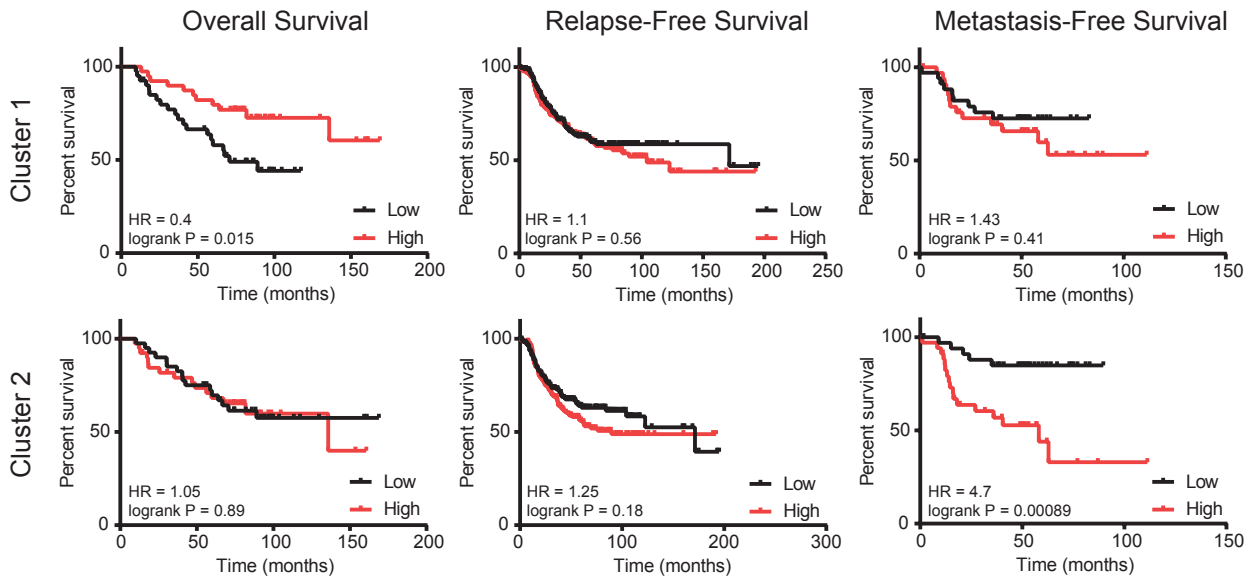 Overall Survival
Relapse-Free Survival
Metastasis-Free Survival
Cluster 1
Percent survival
100
50
0
HR = 0.4
logrank P = 0.015
Low
High
0 50 100 150 200
Time (months)
Percent survival
100
50
0
HR = 1.1
logrank P = 0.56
Low
High
0 50 100 150 200 250
Time (months)
Percent survival
100
50
0
HR = 1.43
logrank P = 0.41
Low
High
0 50 100 150
Time (months)
Cluster 2
Percent survival
100
50
0
HR = 1.05
logrank P = 0.89
Low
High
0 50 100 150 200
Time (months)
Percent survival
100
50
0
HR = 1.25
logrank P = 0.18
Low
High
0 100 200 300
Time (months)
Percent survival
100
50
0
HR = 4.7
logrank P = 0.00089
Low
High
0 50 100 150
Time (months)